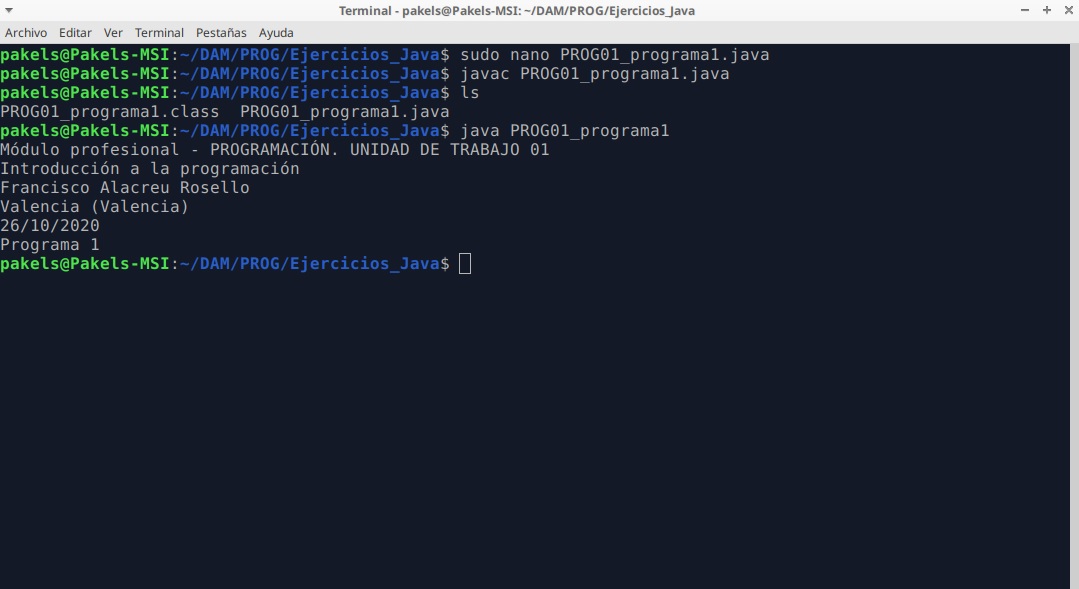 Terminal - pakels@Pakels-MSI: ~/DAM/PROG/Ejercicios_Java
Archivo Editar Ver Terminal Pestañas Ayuda
pakels@Pakels-MSI:~/DAM/PROG/Ejercicios_Java$ sudo nano PROG01_programa1.java
pakels@Pakels-MSI:~/DAM/PROG/Ejercicios_Java$ javac PROG01_programa1.java
pakels@Pakels-MSI:~/DAM/PROG/Ejercicios_Java$ ls
PROG01_programa1.class  PROG01_programa1.java
pakels@Pakels-MSI:~/DAM/PROG/Ejercicios_Java$ java PROG01_programa1
Módulo profesional - PROGRAMACIÓN. UNIDAD DE TRABAJO 01
Introducción a la programación
Francisco Alacreu Rosello
Valencia (Valencia)
26/10/2020
Programa 1
pakels@Pakels-MSI:~/DAM/PROG/Ejercicios_Java$